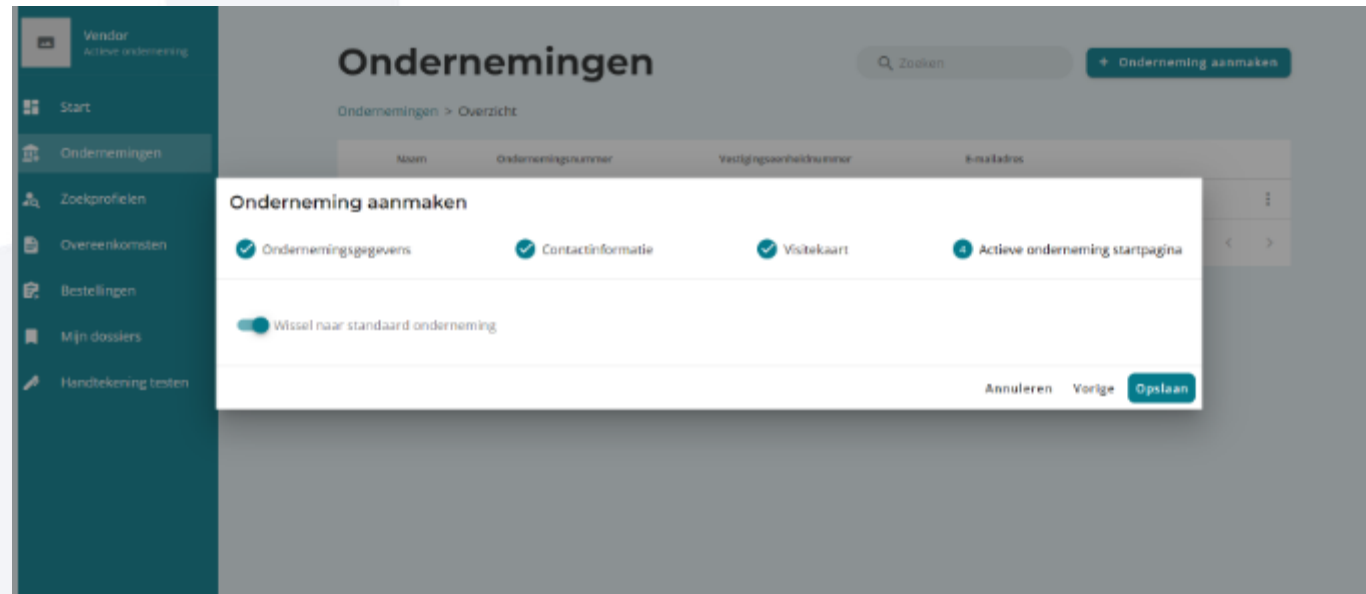 Vendor
Actieve onderneming
Start
Ondernemingen
Zoekprofielen
Overeenkomsten
Bestellingen
Mijn dossiers
Handtekening testen
Ondernemingen
Zoeken
+ Onderneming aanmaken
Ondernemingen > Overzicht
Naam Ondernemingsnummer Vestigingseenheidnummer E-mailadres
Onderneming aanmaken
Ondernemingsgegevens Contactinformatie Visitekaart 4 Actieve onderneming startpagina
Wissel naar standaard onderneming
Annuleren Vorige Opslaan